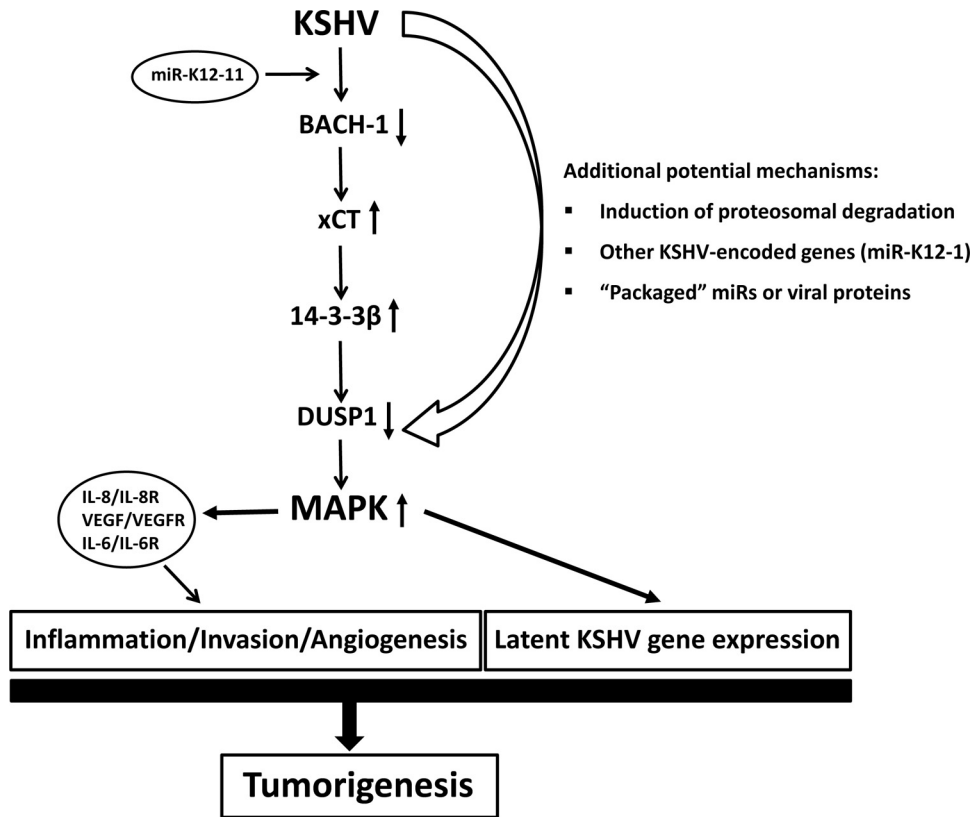 KSHV
miR-K12-11
BACH-1
xCT
14-3-3β
DUSP1
MAPK
Additional potential mechanisms:
▪ Induction of proteosomal degradation
▪ Other KSHV-encoded genes (miR-K12-1)
▪ “Packaged” miRs or viral proteins
IL-8/IL-8R
VEGF/VEGFR
IL-6/IL-6R
Inflammation/Invasion/Angiogenesis
Latent KSHV gene expression
Tumorigenesis